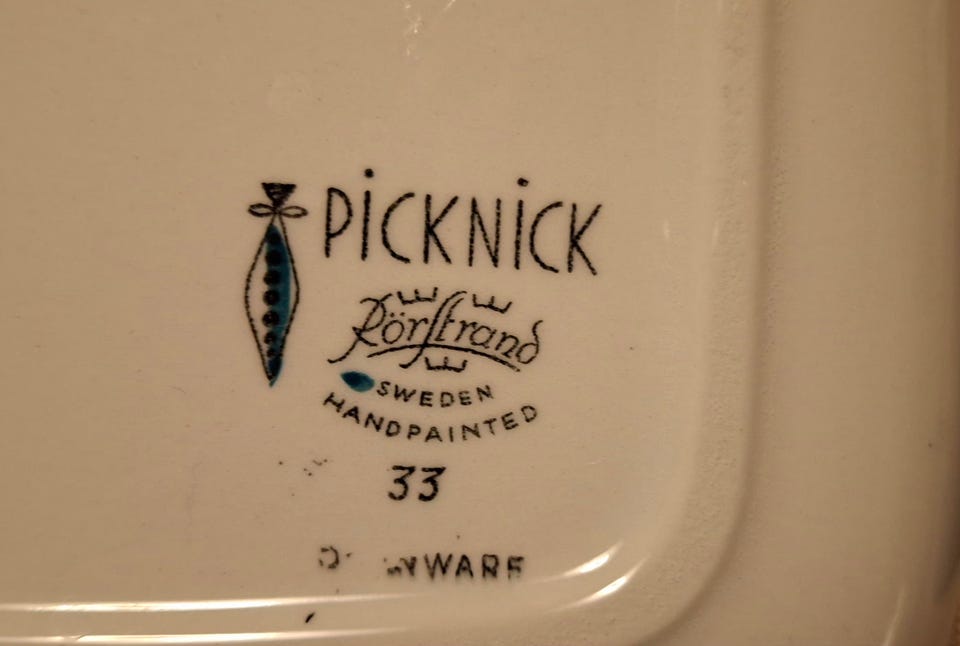 PiCKNiCK
Rörstrand
SWEDEN
HANDPAINTED
33